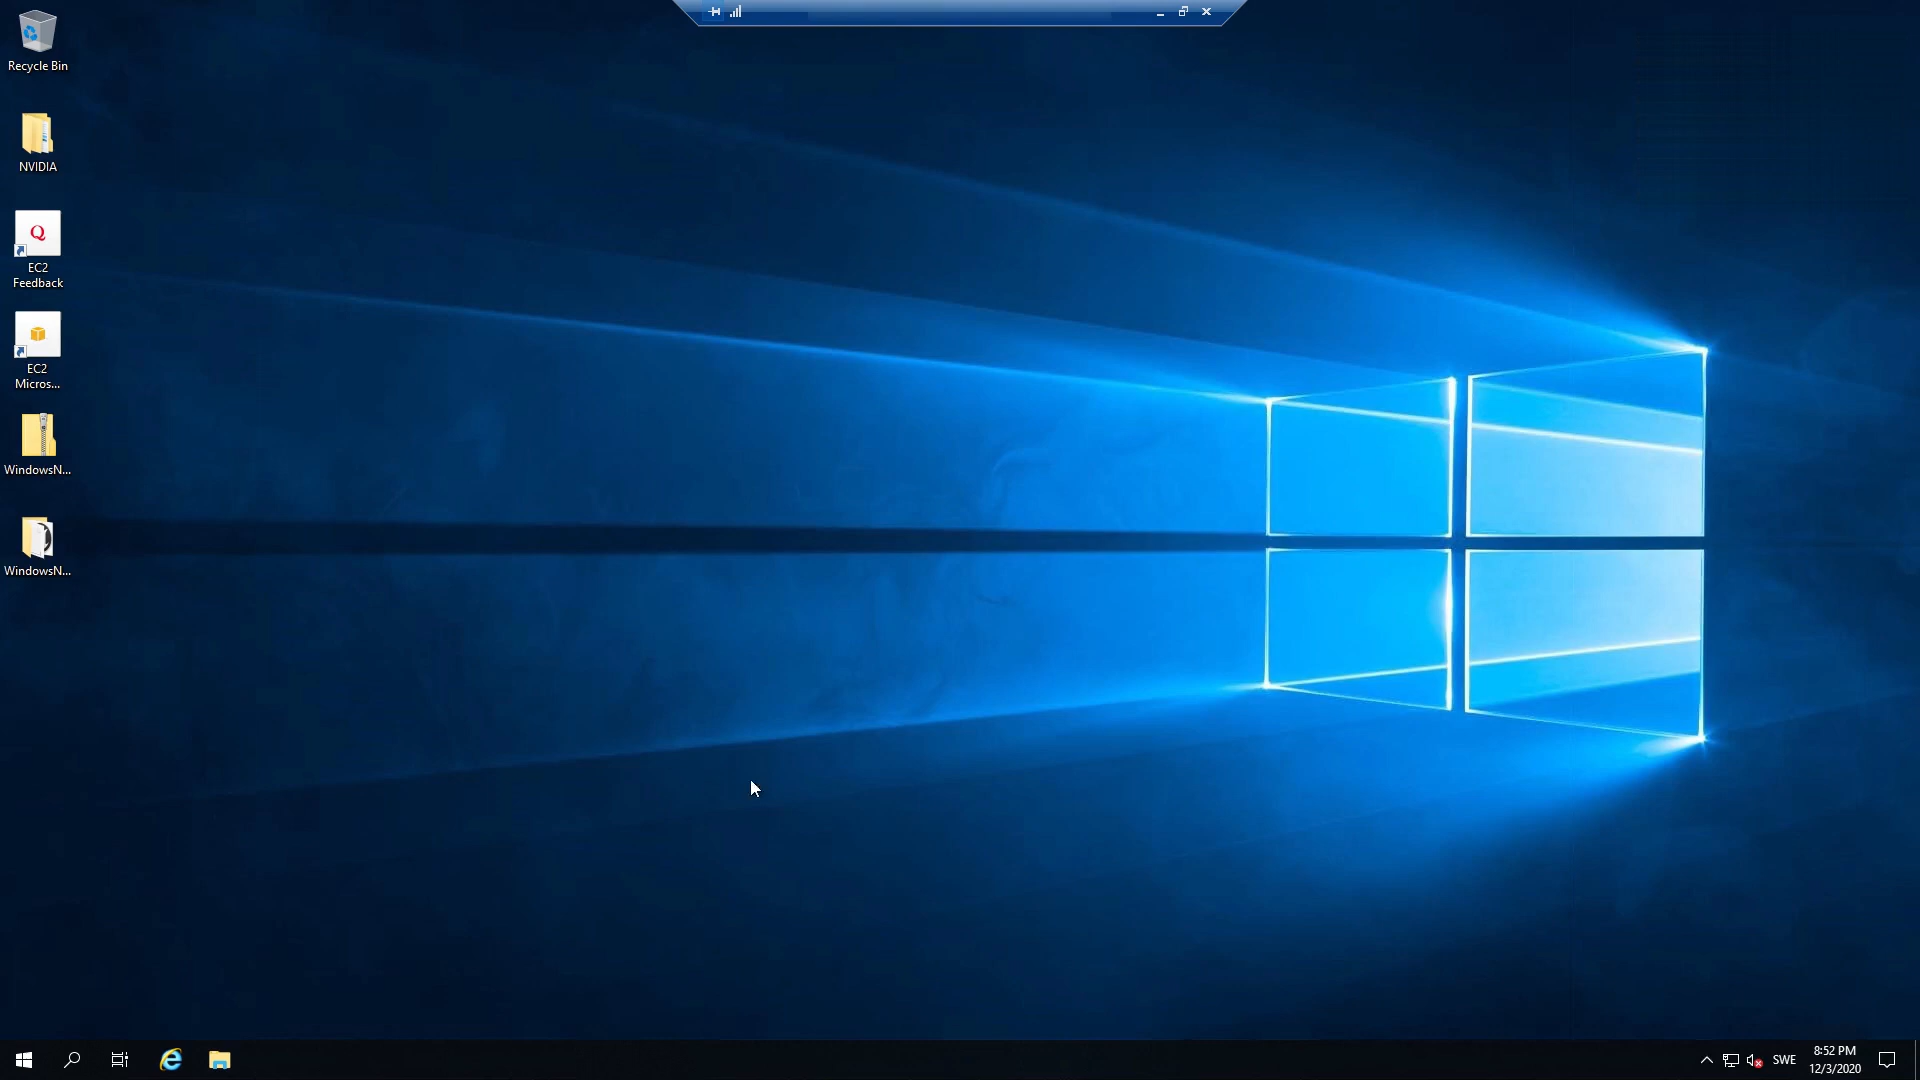 Recycle Bin
NVIDIA
Q
EC2
Feedback
EC2
Micros...
WindowsN...
WindowsN...
SWE
8:52 PM
12/3/2020